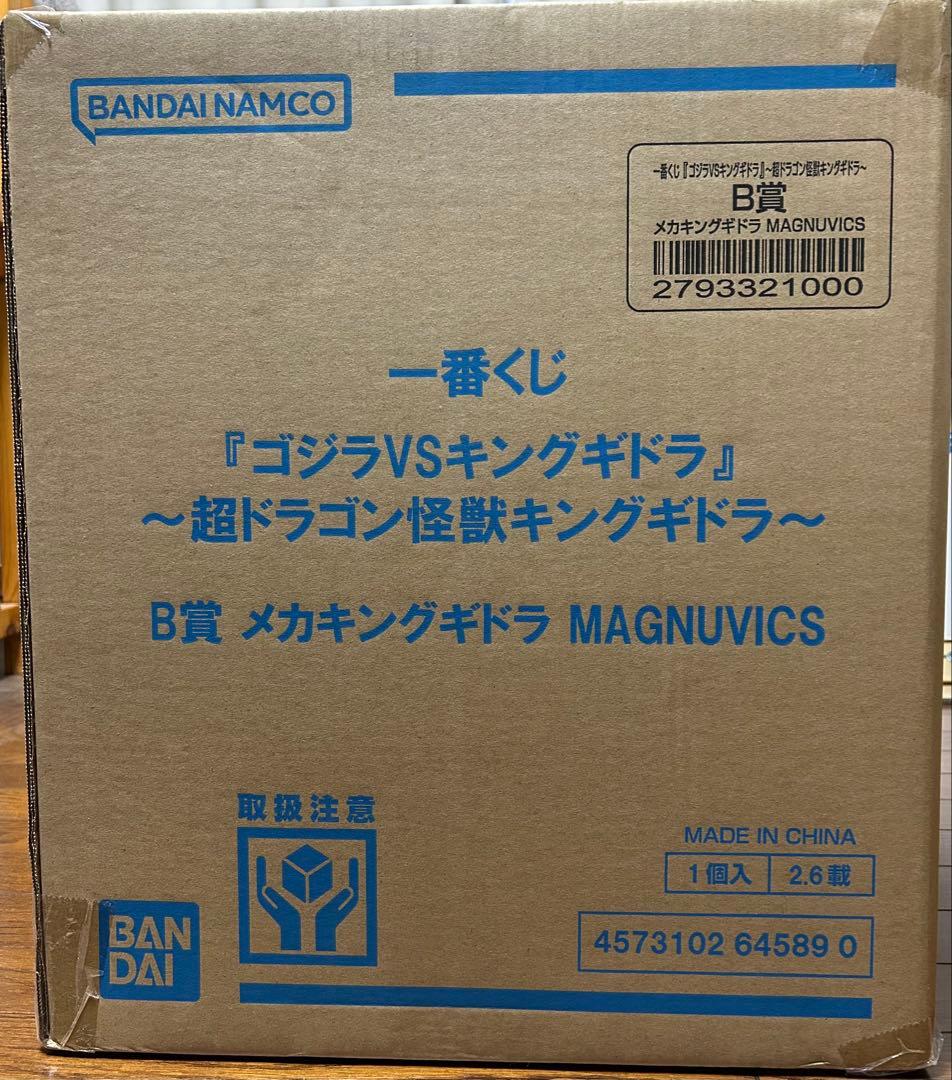 BANDAI NAMCO
一番くじ『ゴジラVSキングギドラ』～超ドラゴン怪獣キングギドラ～
B賞
メカキングギドラ MAGNUVICS
2793321000
一番くじ
『ゴジラVSキングギドラ』
～超ドラゴン怪獣キングギドラ～
B賞 メカキングギドラ MAGNUVICS
取扱注意
MADE IN CHINA
1個入 2.6載
BAN
DAI
4573102 64589 0